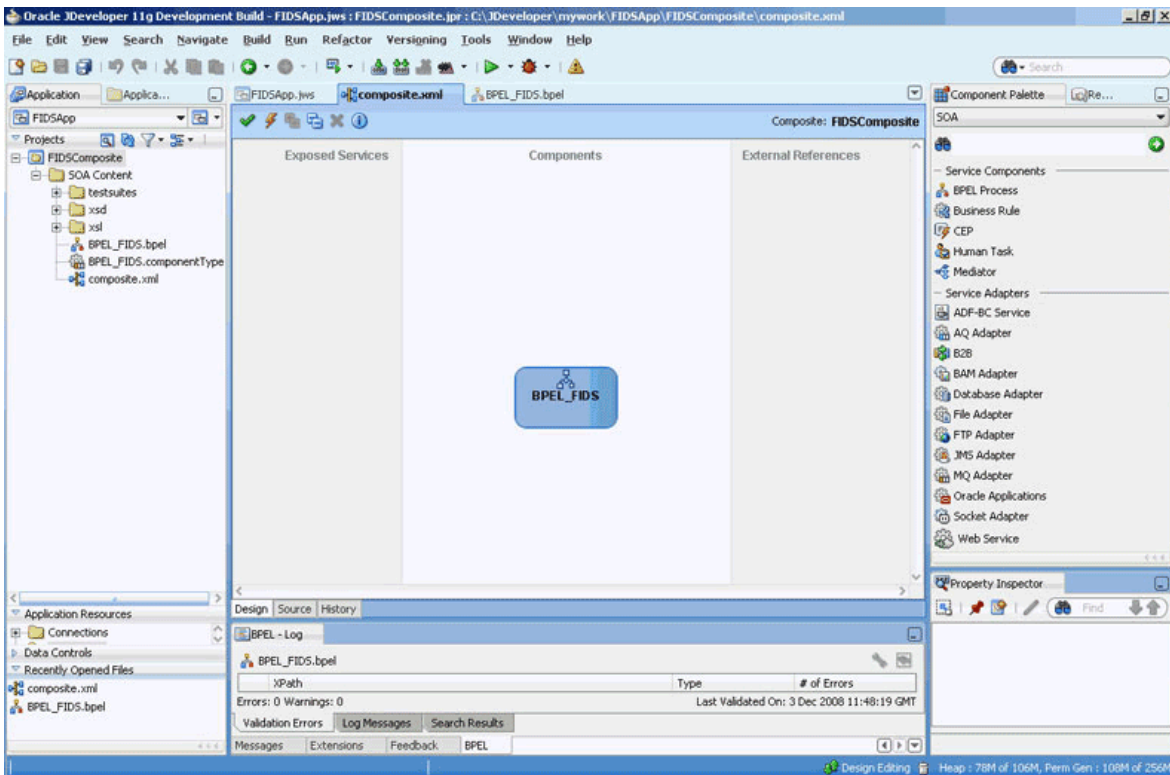 Oracle JDeveloper 11g Development Build - FIDSApp.jws : FIDSComposite.jpr : C:\JDeveloper\mywork\FIDSApp\FIDSComposite\composite.xml
File Edit View Search Navigate Build Run Refactor Versioning Tools Window Help
Search
Application Applica...
FIDSApp
Projects
FIDSComposite
SOA Content
testsuites
xsd
xsl
BPEL_FIDS.bpel
BPEL_FIDS.componentType
composite.xml
Application Resources
Connections
Data Controls
Recently Opened Files
composite.xml
BPEL_FIDS.bpel
FIDSApp.jws composite.xml BPEL_FIDS.bpel
Composite: FIDSComposite
Exposed Services Components External References
BPEL_FIDS
Design Source History
BPEL - Log
BPEL_FIDS.bpel
XPath Type # of Errors
Errors: 0 Warnings: 0 Last Validated On: 3 Dec 2008 11:48:19 GMT
Validation Errors Log Messages Search Results
Messages Extensions Feedback BPEL
Component Palette Re...
SOA
Service Components
BPEL Process
Business Rule
CEP
Human Task
Mediator
Service Adapters
ADF-BC Service
AQ Adapter
B2B
BAM Adapter
Database Adapter
File Adapter
FTP Adapter
JMS Adapter
MQ Adapter
Oracle Applications
Socket Adapter
Web Service
Property Inspector
Find
Design Editing Heap : 78M of 106M, Perm Gen : 108M of 256M